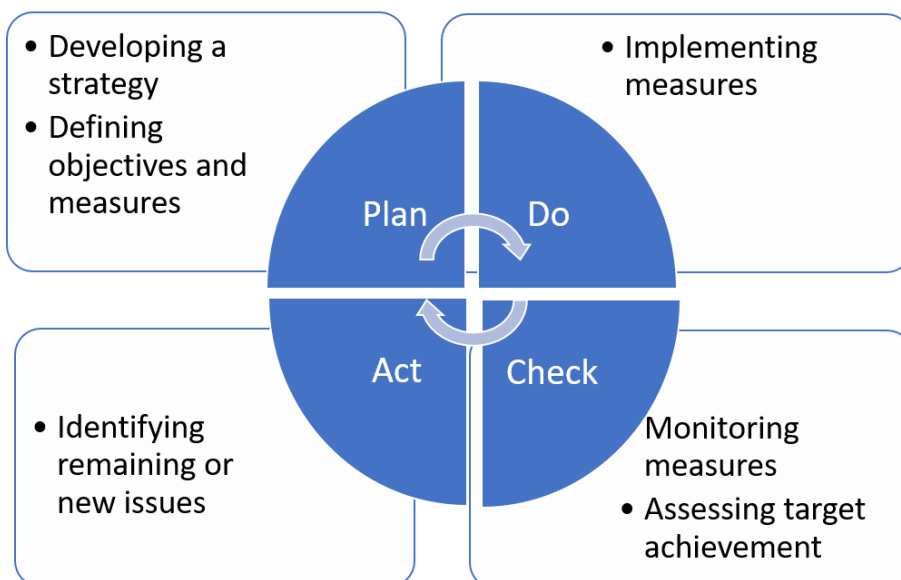 • Developing a
strategy
• Defining
objectives and
measures
• Implementing
measures
Plan
Do
Act
Check
• Identifying
remaining or
new issues
Monitoring
measures
• Assessing target
achievement